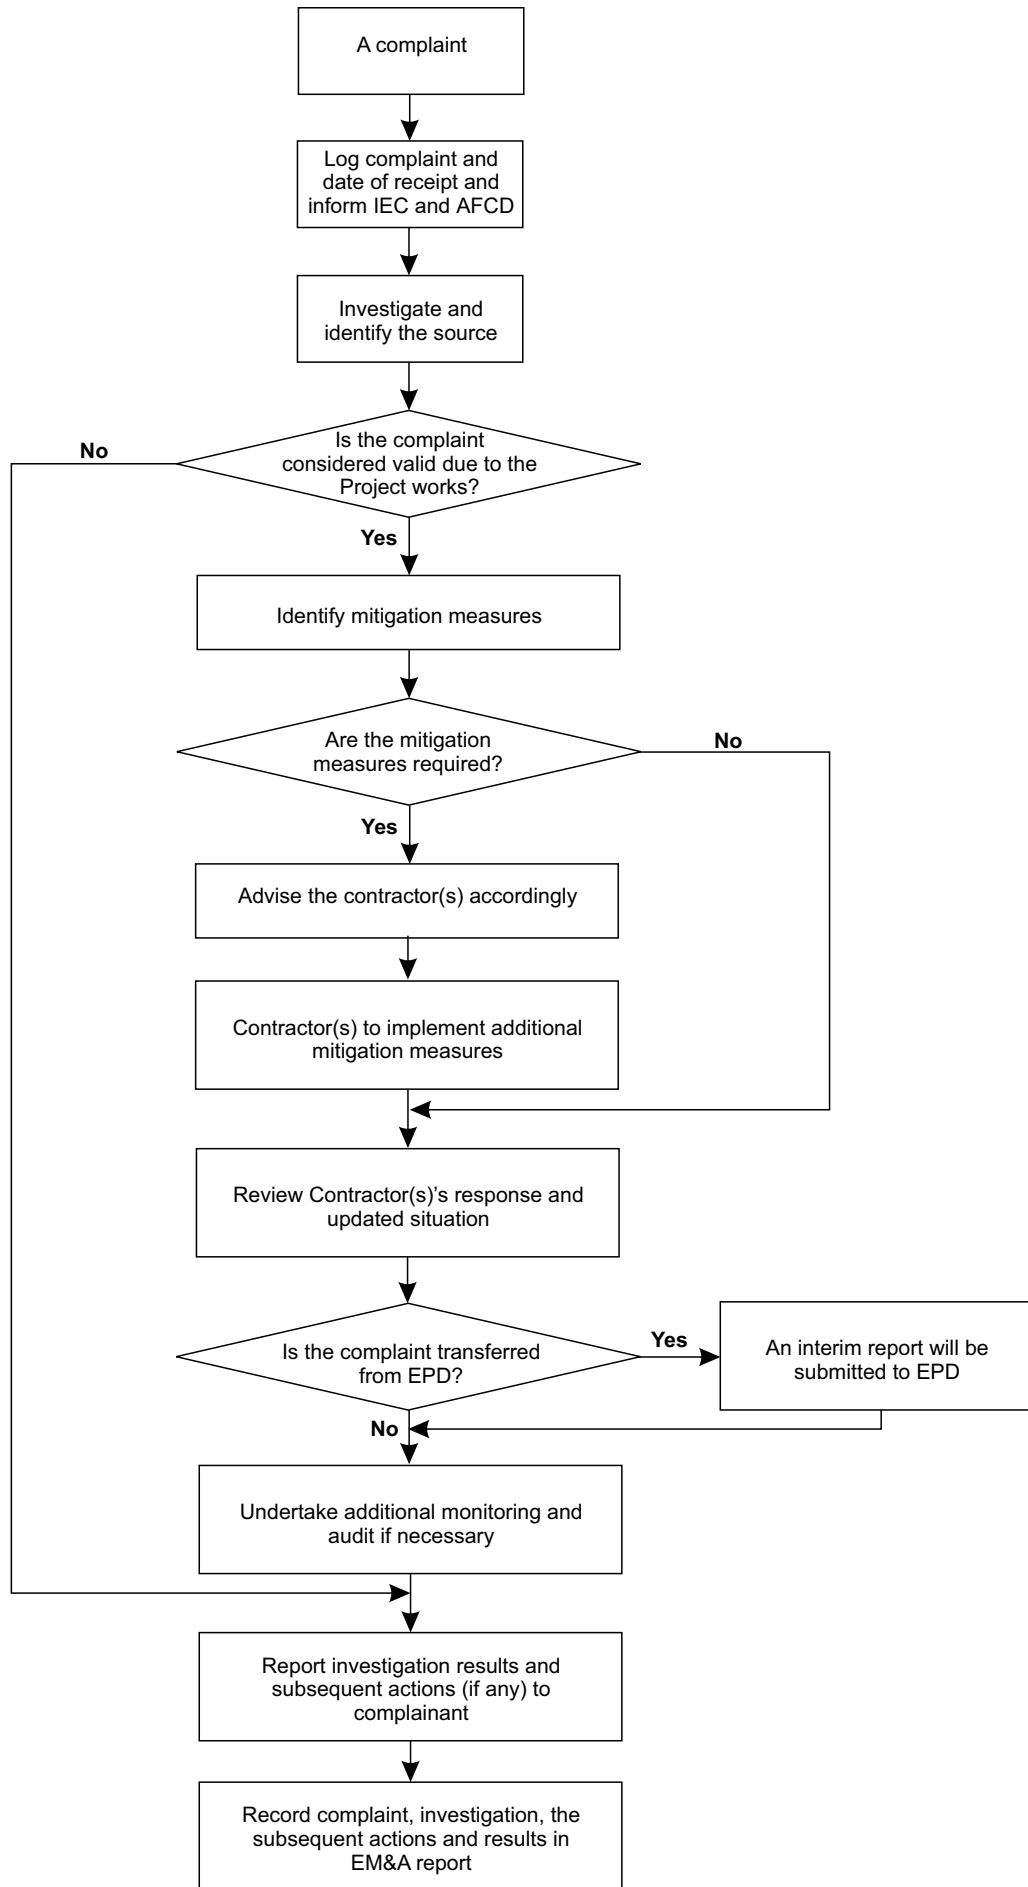 A complaint
Log complaint and
date of receipt and
inform IEC and AFCD
Investigate and
identify the source
Is the complaint
considered valid due to the
Project works?
No
Yes
Identify mitigation measures
Are the mitigation
measures required?
No
Yes
Advise the contractor(s) accordingly
Contractor(s) to implement additional
mitigation measures
Review Contractor(s)’s response and
updated situation
Is the complaint transferred
from EPD?
Yes
An interim report will be
submitted to EPD
No
Undertake additional monitoring and
audit if necessary
Report investigation results and
subsequent actions (if any) to
complainant
Record complaint, investigation, the
subsequent actions and results in
EM&A report